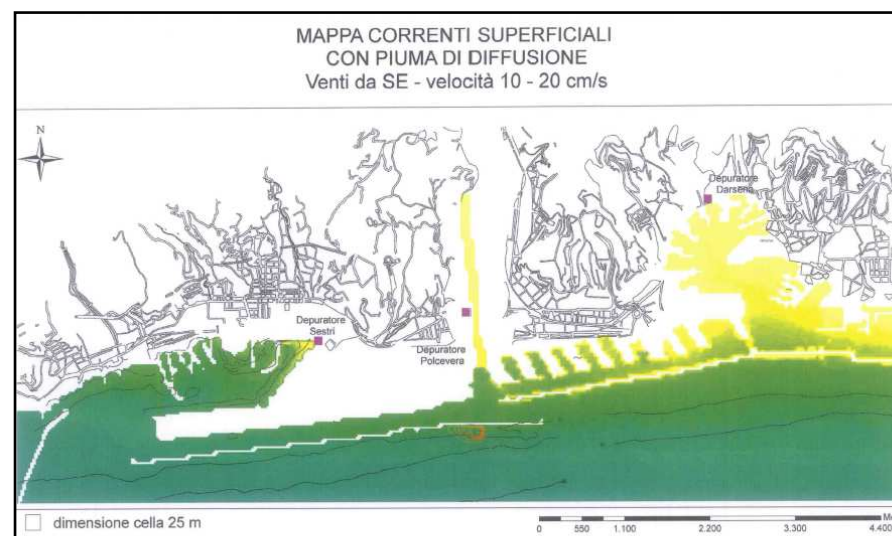 MAPPA CORRENTI SUPERFICIALI
CON PIUMA DI DIFFUSIONE
Venti da SE - velocità 10 - 20 cm/s
N
Depuratore
Darsena
Depuratore
Sestri
Depuratore
Polcevera
dimensione cella 25 m
0 550 1.100 2.200 3.300 4.400